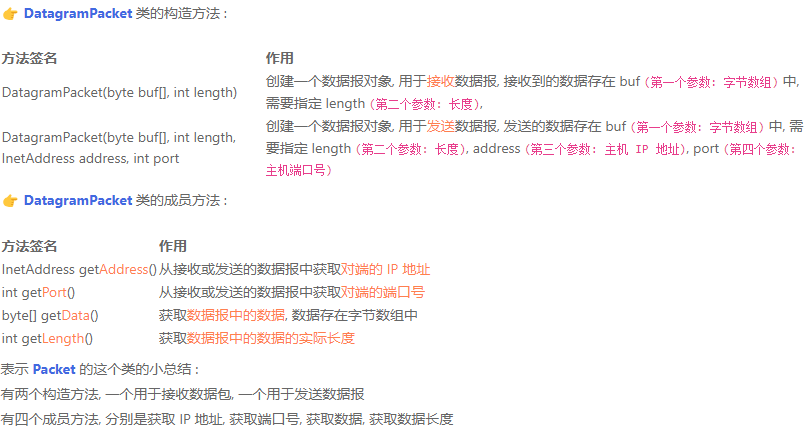 👉 DatagramPacket 类的构造方法 :
方法签名 作用
DatagramPacket(byte buf[], int length) 创建一个数据报对象, 用于接收数据报, 接收到的数据存在 buf (第一个参数: 字节数组) 中,
需要指定 length (第二个参数: 长度),
DatagramPacket(byte buf[], int length,
InetAddress address, int port 创建一个数据报对象, 用于发送数据报, 发送的数据存在 buf (第一个参数: 字节数组) 中, 需
要指定 length (第二个参数: 长度), address (第三个参数: 主机 IP 地址), port (第四个参数:
主机端口号)
👉 DatagramPacket 类的成员方法 :
方法签名 作用
InetAddress getAddress() 从接收或发送的数据报中获取对端的 IP 地址
int getPort() 从接收或发送的数据报中获取对端的端口号
byte[] getData() 获取数据报中的数据, 数据存在字节数组中
int getLength() 获取数据报中的数据的实际长度
表示 Packet 的这个类的小总结 :
有两个构造方法, 一个用于接收数据包, 一个用于发送数据报
有四个成员方法, 分别是获取 IP 地址, 获取端口号, 获取数据, 获取数据长度